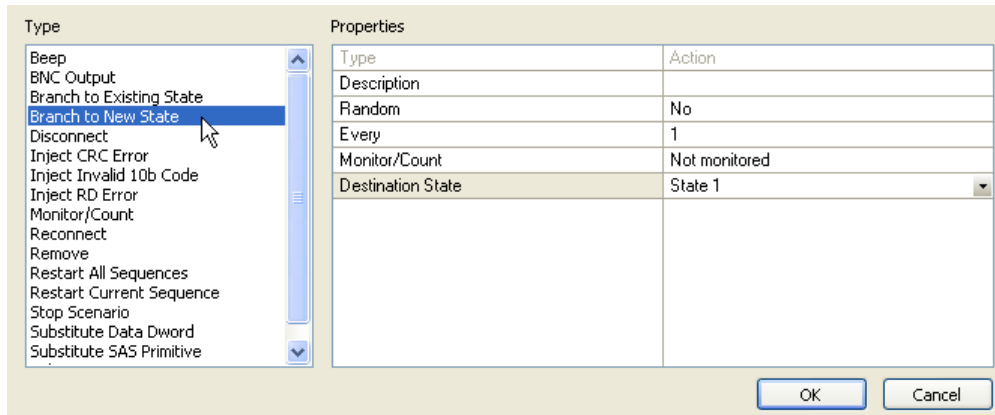 Type
Properties
Beep
BNC Output
Branch to Existing State
Branch to New State
Disconnect
Inject CRC Error
Inject Invalid 10b Code
Inject RD Error
Monitor/Count
Reconnect
Remove
Restart All Sequences
Restart Current Sequence
Stop Scenario
Substitute Data Dword
Substitute SAS Primitive
Type Action
Description
Random No
Every 1
Monitor/Count Not monitored
Destination State State 1
OK
Cancel